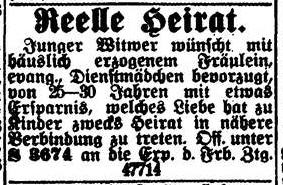 Reelle Heirat.
Junger Witwer wünscht mit
häuslich erzogenem Fräulein,
evang., Dienstmädchen bevorzugt,
von 25—30 Jahren mit etwas
Ersparnis, welches Liebe hat zu
Kinder zwecks Heirat in nähere
Verbindung zu treten. Off. unter
S 3674 an die Exp. d. Frb. Ztg.
47714